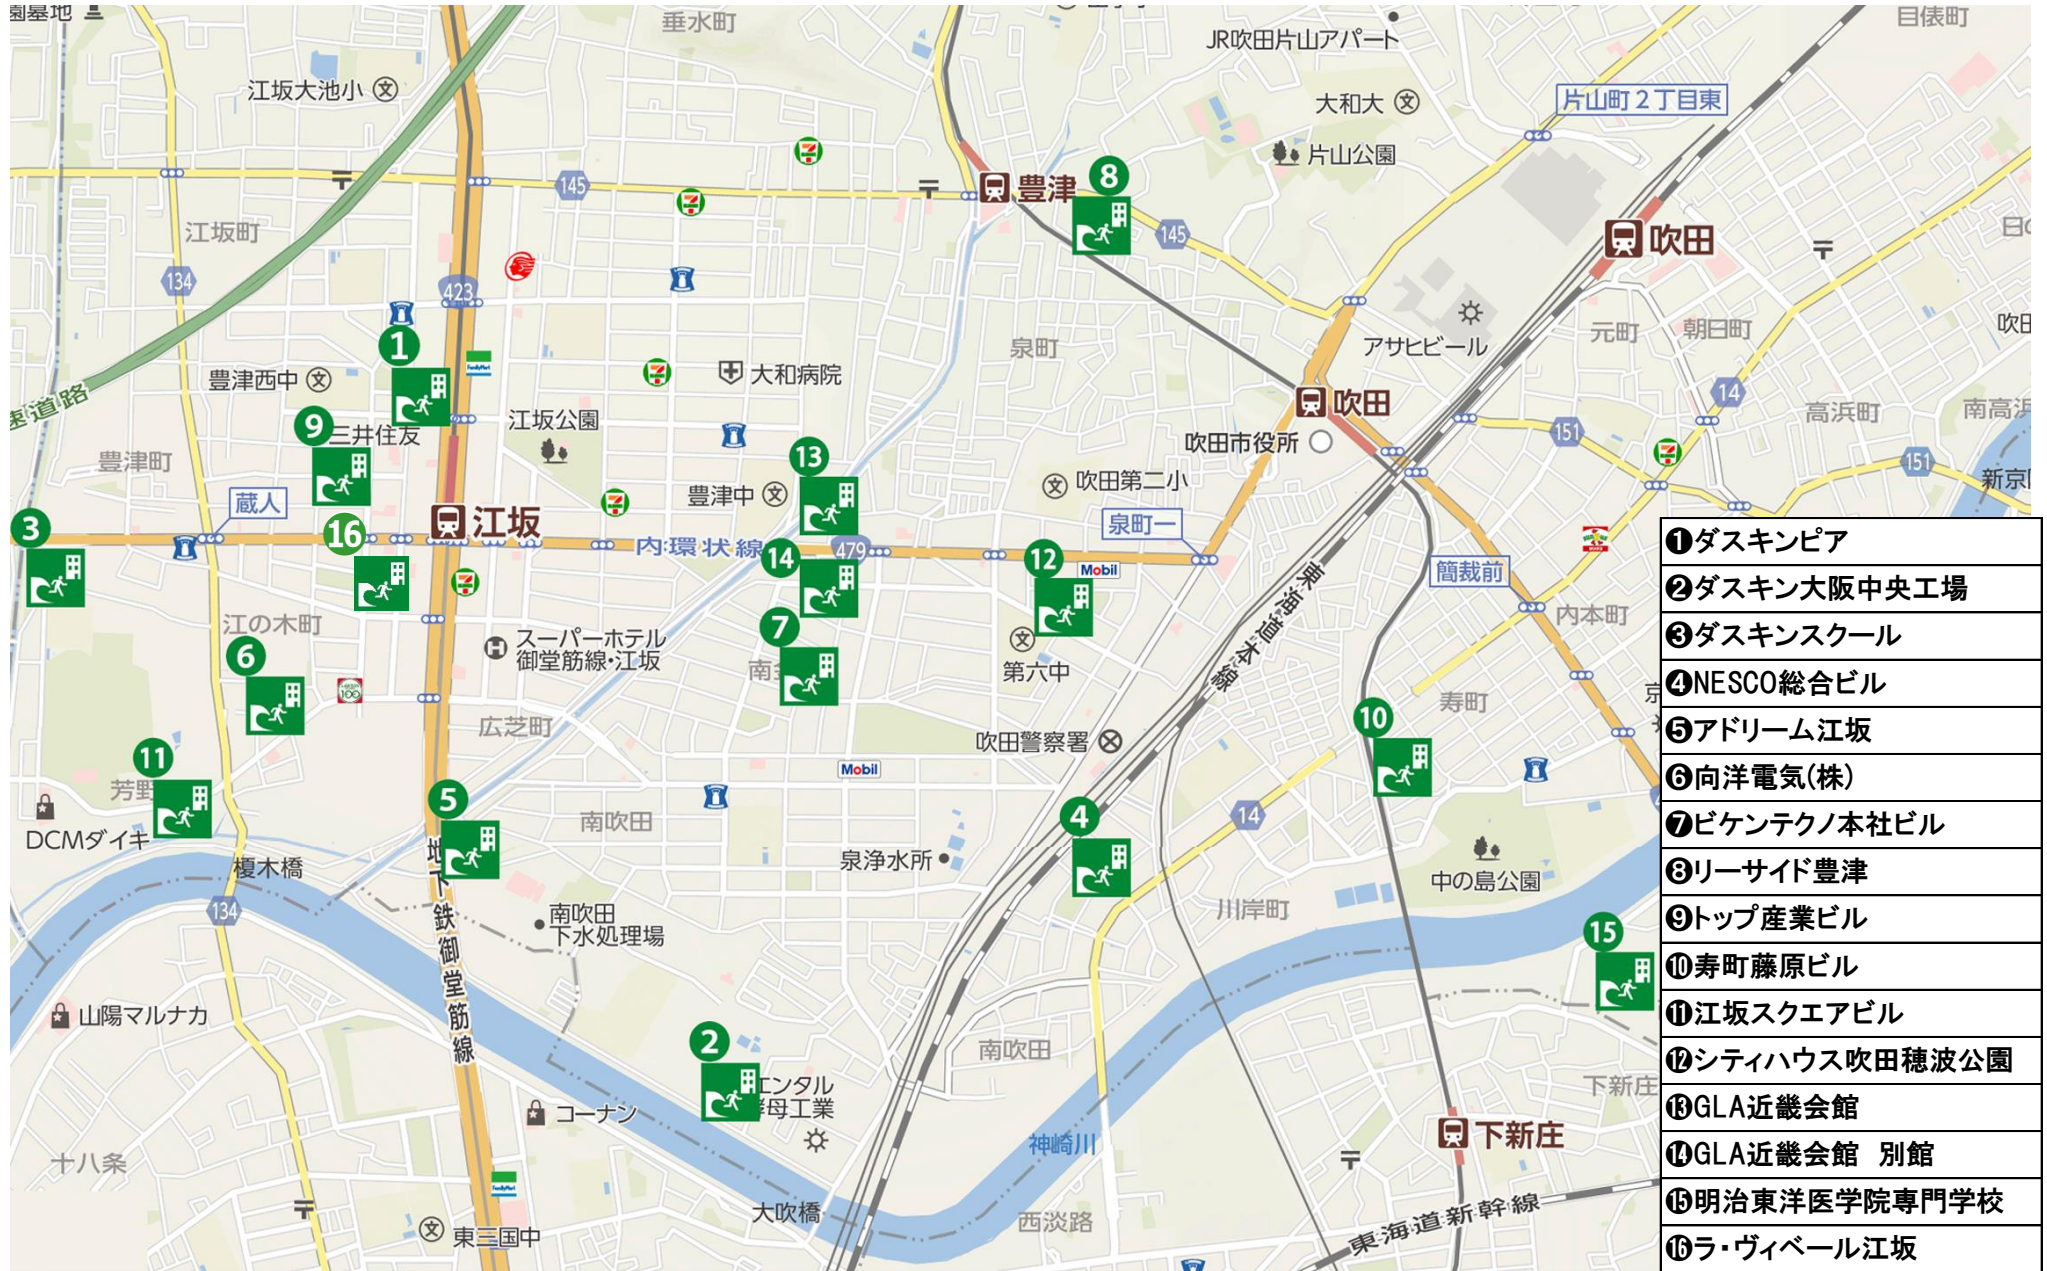 園墓地
垂水町
JR吹田片山アパート
目俵町
江坂大池小
文
大和大
文
片山町2丁目東
片山公園
145
豊津
8
145
吹田
江坂町
134
423
泉町
アサヒビール
元町
朝日町
1
速道路
豊津西中
文
大和病院
FamilyMart
14
吹田
高浜町
江坂公園
9
三井住友
吹田市役所
151
151
豊津町
13
豊津中
文
文
吹田第二小
蔵人
3
16
江坂
内環状線
479
14
泉町一
12
Mobil
簡裁前
東海道本線
内本町
江の木町
7
スーパーホテル
御堂筋線・江坂
文
第六中
6
寿町
10
広芝町
吹田警察署
11
Mobil
5
4
14
DCMダイキ
南吹田
泉浄水所
榎木橋
中の島公園
134
地下鉄御堂筋線
南吹田
下水処理場
川岸町
15
山陽マルナカ
2
南吹田
コーナン
神崎川
下新庄
下新庄
十八条
FamilyMart
大吹橋
西淡路
東海道新幹線
文
東三国中
❶ダスキンピア
❷ダスキン大阪中央工場
❸ダスキンスクール
❹NESCO総合ビル
❺アドリーム江坂
❻向洋電気(株)
❼ビケンテクノ本社ビル
❽リーサイド豊津
❾トップ産業ビル
❿寿町藤原ビル
⓫江坂スクエアビル
⓬シティハウス吹田穂波公園
⓭GLA近畿会館
⓮GLA近畿会館　別館
⓯明治東洋医学院専門学校
⓰ラ・ヴィベール江坂